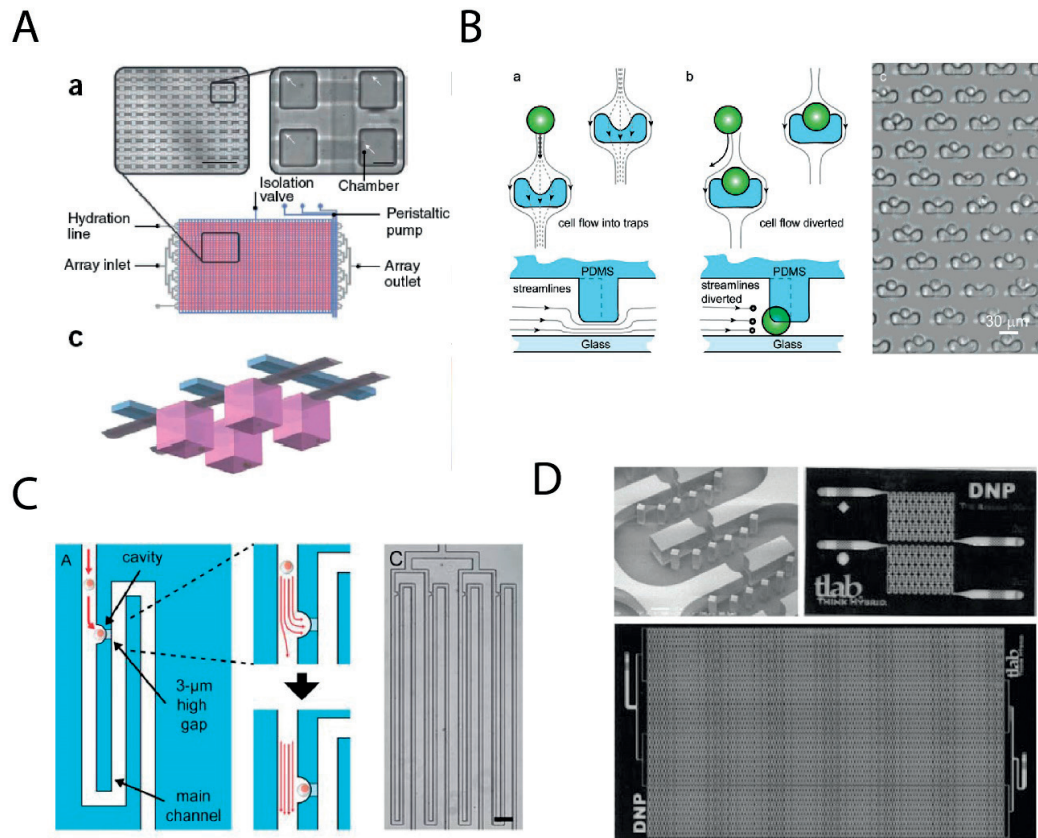 A
a
Isolation
valve
Chamber
Hydration
line
Peristaltic
pump
Array inlet
Array
outlet
c
B
a
b
c
cell flow into traps
cell flow diverted
PDMS
PDMS
streamlines
streamlines
diverted
Glass
Glass
30 µm
C
A
cavity
3-µm
high
gap
main
channel
C
D
DNP
tlab
THINK HYBRID.
tlab
DNP